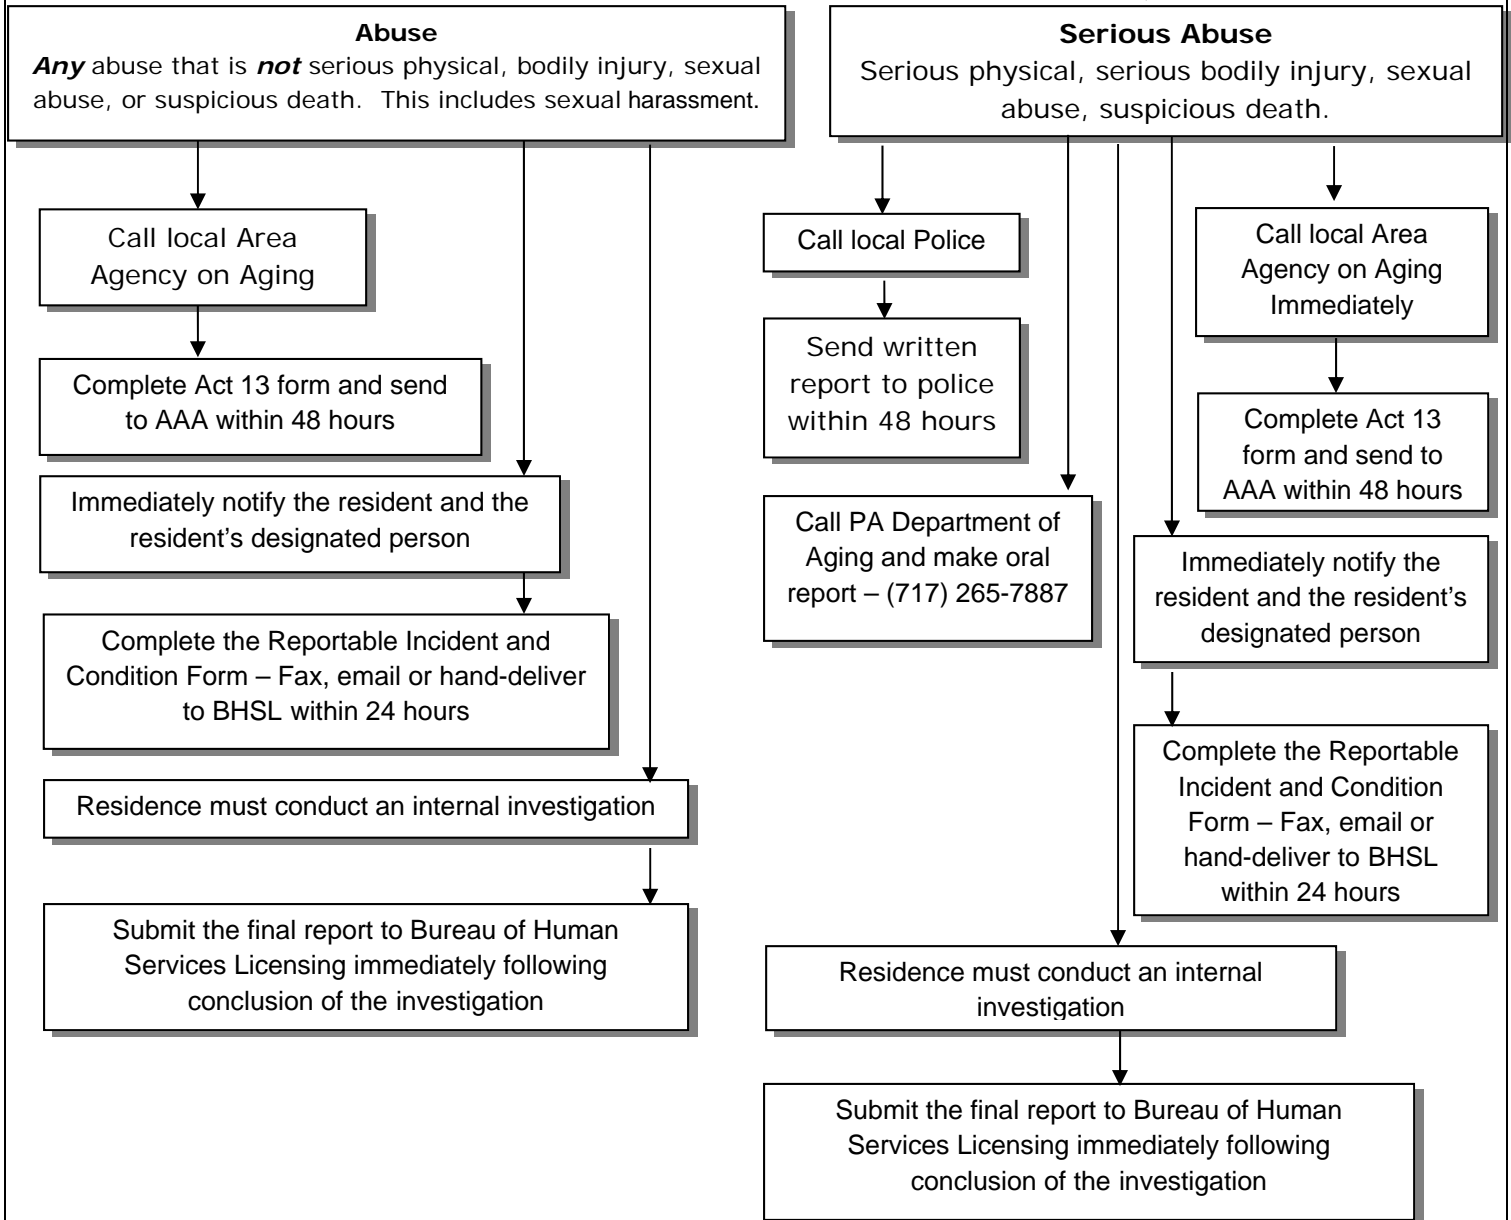 Abuse
Any abuse that is not serious physical, bodily injury, sexual
abuse, or suspicious death. This includes sexual harassment.
Call local Area
Agency on Aging
Complete Act 13 form and send
to AAA within 48 hours
Immediately notify the resident and the
resident’s designated person
Complete the Reportable Incident and
Condition Form – Fax, email or hand-deliver
to BHSL within 24 hours
Residence must conduct an internal investigation
Submit the final report to Bureau of Human
Services Licensing immediately following
conclusion of the investigation
Serious Abuse
Serious physical, serious bodily injury, sexual
abuse, suspicious death.
Call local Police
Send written
report to police
within 48 hours
Call PA Department of
Aging and make oral
report – (717) 265-7887
Call local Area
Agency on Aging
Immediately
Complete Act 13
form and send to
AAA within 48 hours
Immediately notify the
resident and the resident’s
designated person
Complete the Reportable
Incident and Condition
Form – Fax, email or
hand-deliver to BHSL
within 24 hours
Residence must conduct an internal
investigation
Submit the final report to Bureau of Human
Services Licensing immediately following
conclusion of the investigation